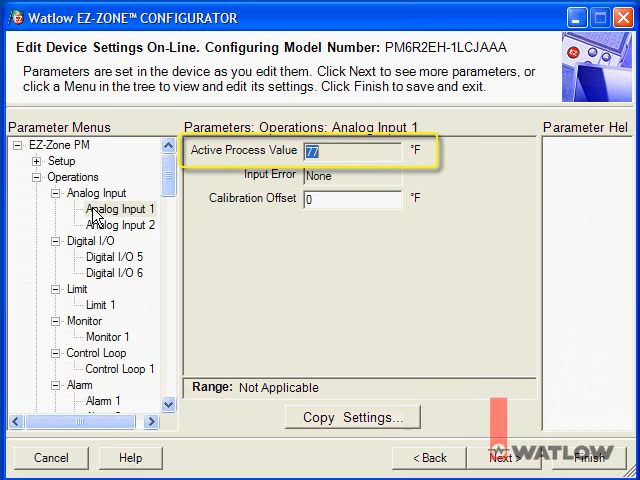 Watlow EZ-ZONE™ CONFIGURATOR
Edit Device Settings On-Line. Configuring Model Number: PM6R2EH-1LCJAAA
Parameters are set in the device as you edit them. Click Next to see more parameters, or
click a Menu in the tree to view and edit its settings. Click Finish to save and exit.
Parameter Menus
EZ-Zone PM
Setup
Operations
Analog Input
Analog Input 1
Analog Input 2
Digital I/O
Digital I/O 5
Digital I/O 6
Limit
Limit 1
Monitor
Monitor 1
Control Loop
Control Loop 1
Alarm
Alarm 1
Parameters: Operations: Analog Input 1
Active Process Value 77 °F
Input Error None
Calibration Offset 0 °F
Range: Not Applicable
Copy Settings...
Parameter Hel
Cancel
Help
< Back
Next >
Finish
WATLOW